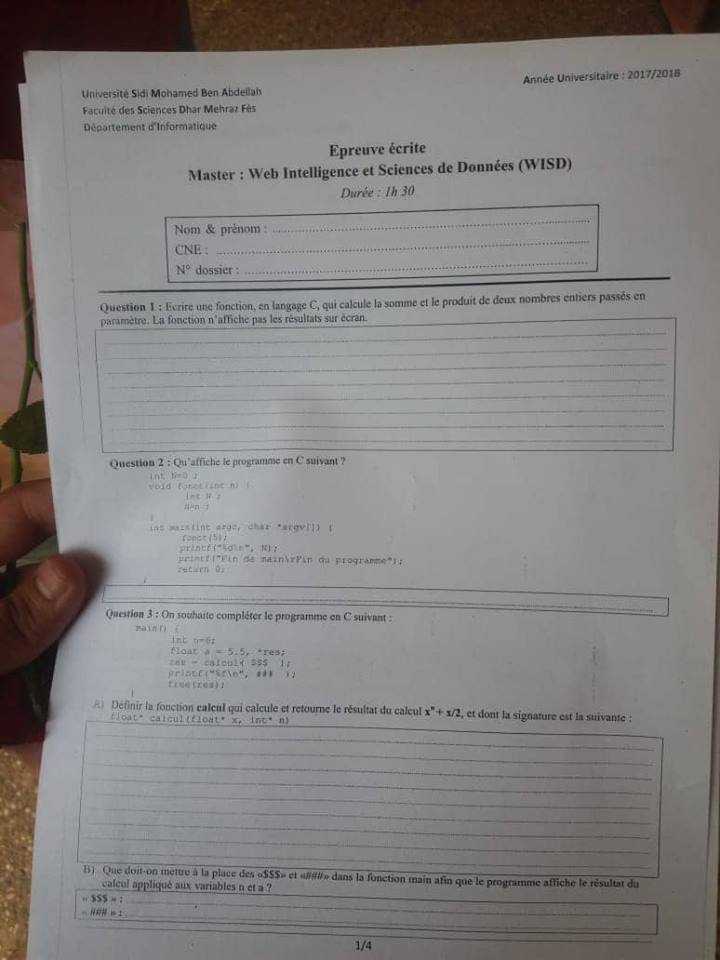 Université Sidi Mohamed Ben Abdellah
Faculté des Sciences Dhar Mehraz Fès
Département d'Informatique
Année Universitaire : 2017/2018
Epreuve écrite
Master : Web Intelligence et Sciences de Données (WISD)
Durée : 1h 30
Nom & prénom :
CNE :
N° dossier :
Question 1 : Ecrire une fonction, en langage C, qui calcule la somme et le produit de deux nombres entiers passés en
paramètre. La fonction n'affiche pas les résultats sur écran.
Question 2 : Qu'affiche le programme en C suivant ?
int N=0 ;
void fonct(int n) {
int N ;
N=n ;
}
int main(int argc, char *argv[]) {
fonct(5);
printf("%d\n", N);
printf("Fin de main\rFin du programme");
return 0;
}
Question 3 : On souhaite compléter le programme en C suivant :
main() {
int n=6;
float a = 5.5, *res;
res = calcul( $$$ );
printf("%f\n", ### );
free(res);
}
A) Définir la fonction calcul qui calcule et retourne le résultat du calcul xⁿ + x/2, et dont la signature est la suivante :
float* calcul(float* x, int* n)
B) Que doit-on mettre à la place des «$$$» et «###» dans la fonction main afin que le programme affiche le résultat du
calcul appliqué aux variables n et a ?
« $$$ » :
« ### » :
1/4